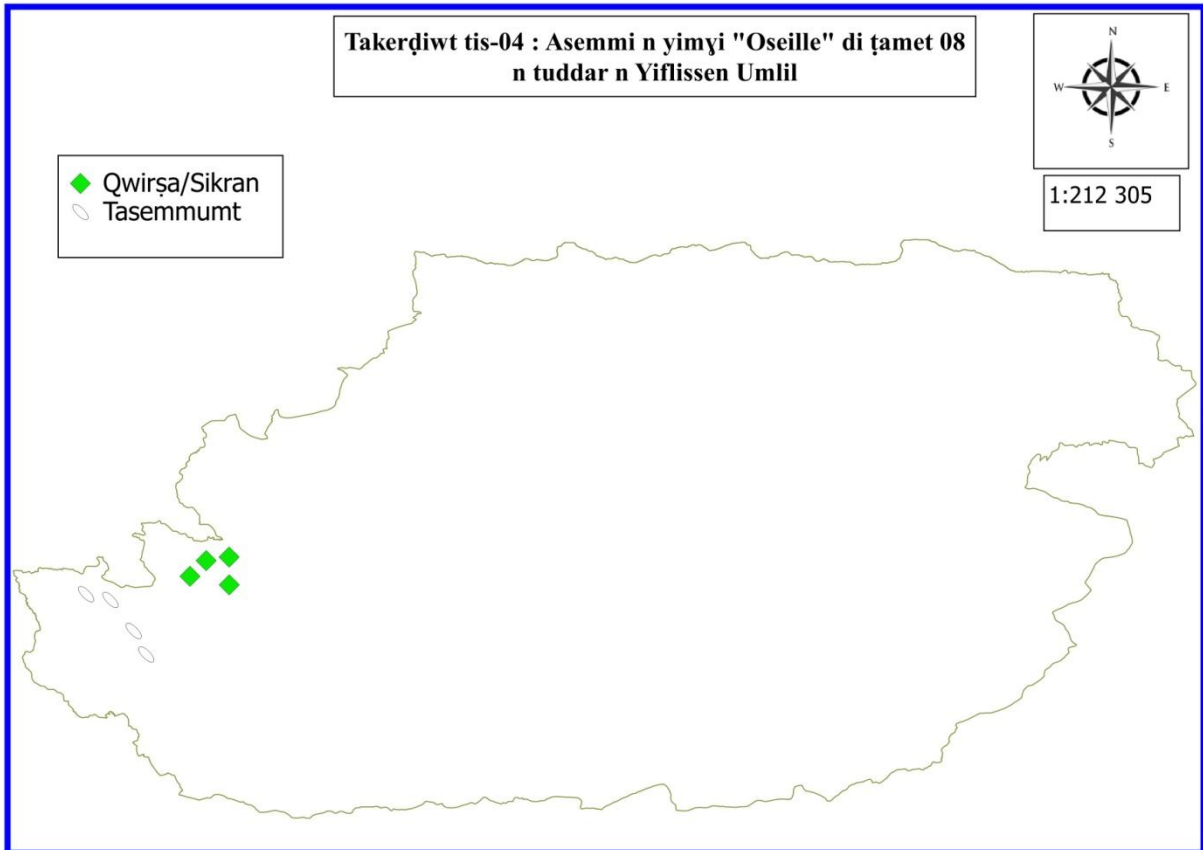 Takerḍiwt tis-04 : Asemmi n yimɣi "Oseille" di ṭamet 08
n tuddar n Yiflissen Umlil
N
W
E
S
Qwirṣa/Sikran
Tasemmumt
1:212 305